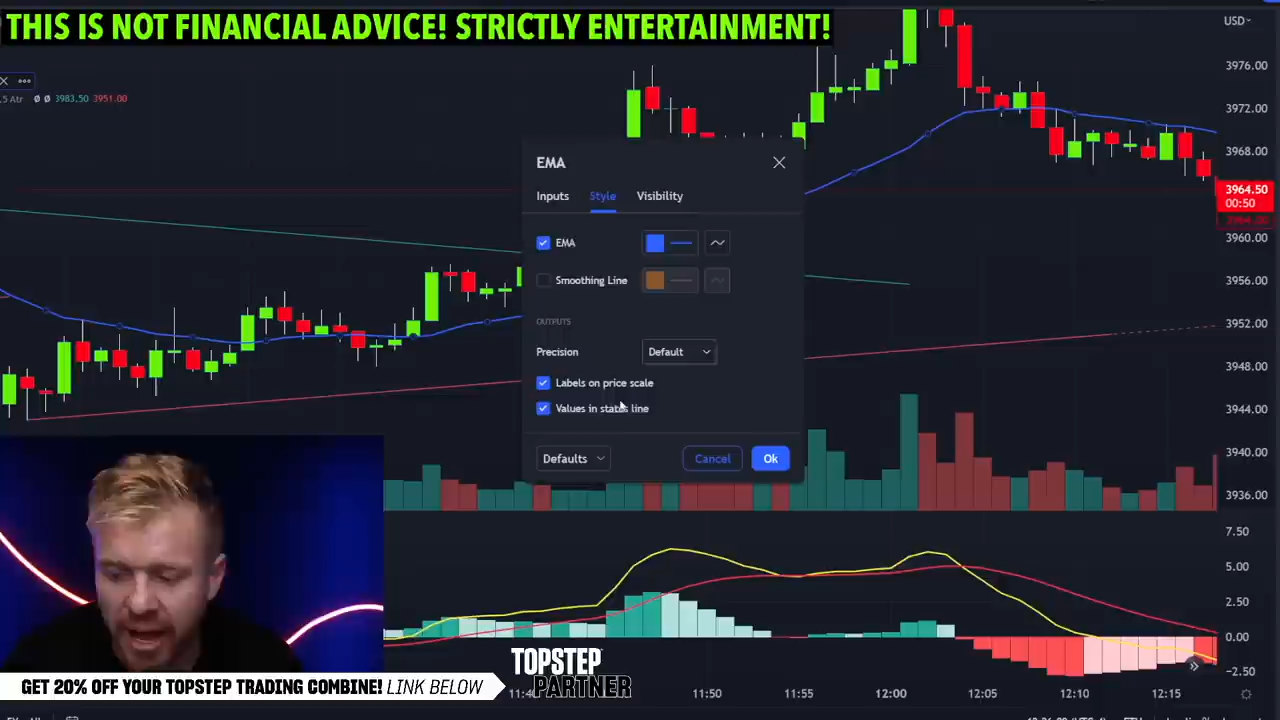 THIS IS NOT FINANCIAL ADVICE! STRICTLY ENTERTAINMENT!
USD
3976.00
.5 Atr 3983.50 3951.00
3972.00
3968.00
EMA
3964.50
00:50
3964.00
Inputs Style Visibility
3960.00
EMA
Smoothing Line
3956.00
OUTPUTS
3952.00
Precision Default
3948.00
Labels on price scale
Values in status line
3944.00
Defaults Cancel Ok
3940.00
3936.00
7.50
5.00
2.50
0.00
-2.50
TOPSTEP
PARTNER
GET 20% OFF YOUR TOPSTEP TRADING COMBINE! LINK BELOW
11:50 11:55 12:00 12:05 12:10 12:15